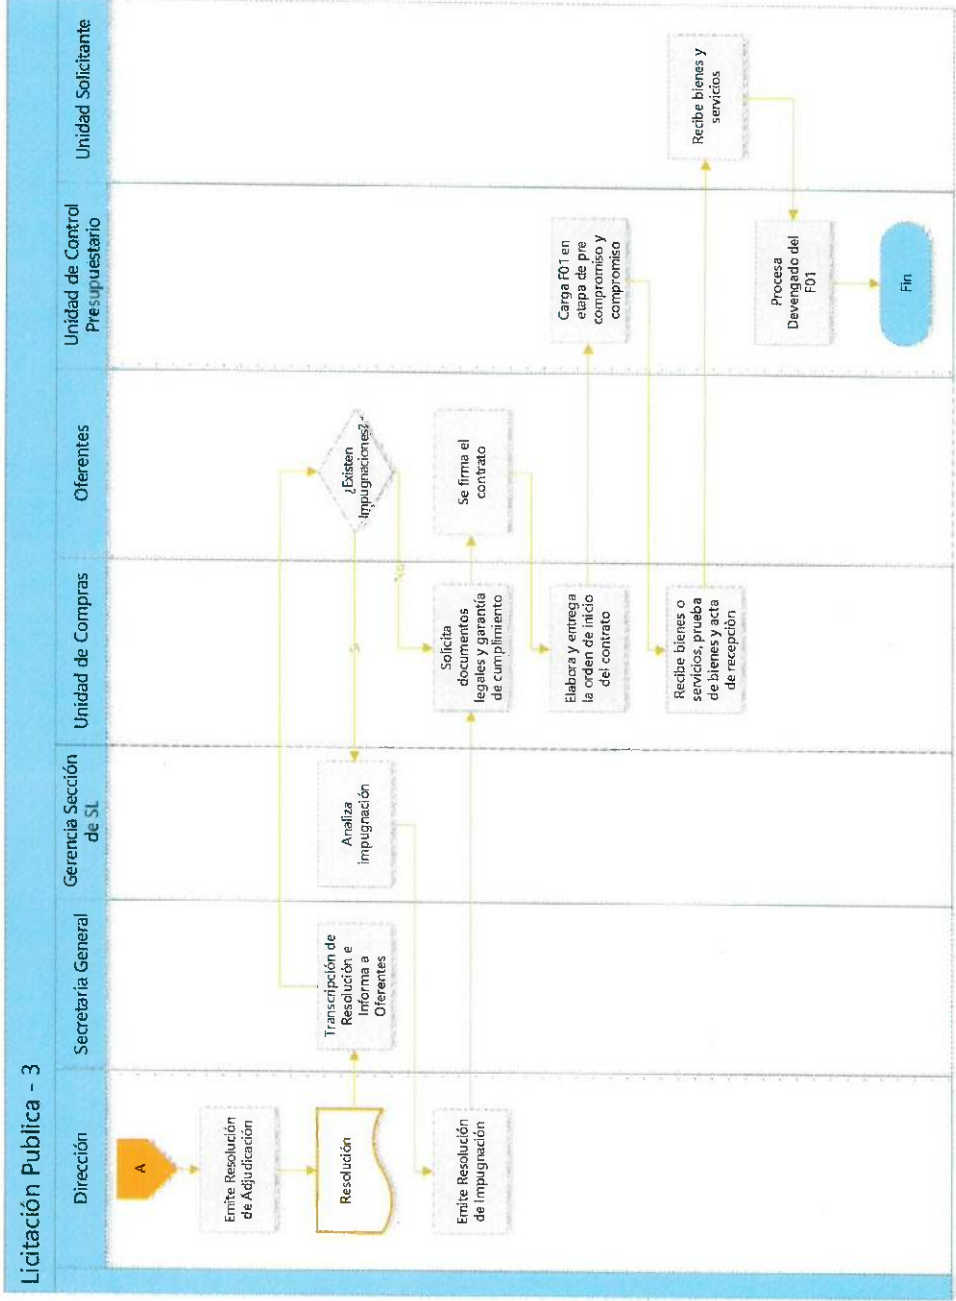 Licitación Publica - 3
Dirección
Secretaria General
Gerencia Sección
de SL
Unidad de Compras
Oferentes
Unidad de Control
Presupuestario
Unidad Solicitante
A
Emite Resolución
de Adjudicación
Resolución
Transcripción de
Resolución e
Informa a
Oferentes
¿Existen
Impugnaciones?
Si
No
Analiza
impugnación
Emite Resolución
de Impugnación
Solicita
documentos
legales y garantía
de cumplimiento
Se firma el
contrato
Elabora y entrega
la orden de inicio
del contrato
Carga F01 en
etapa de pre
compromiso y
compromiso
Recibe bienes o
servicios, prueba
de bienes y acta
de recepción
Recibe bienes y
servicios
Procesa
Devengado del
F01
Fin